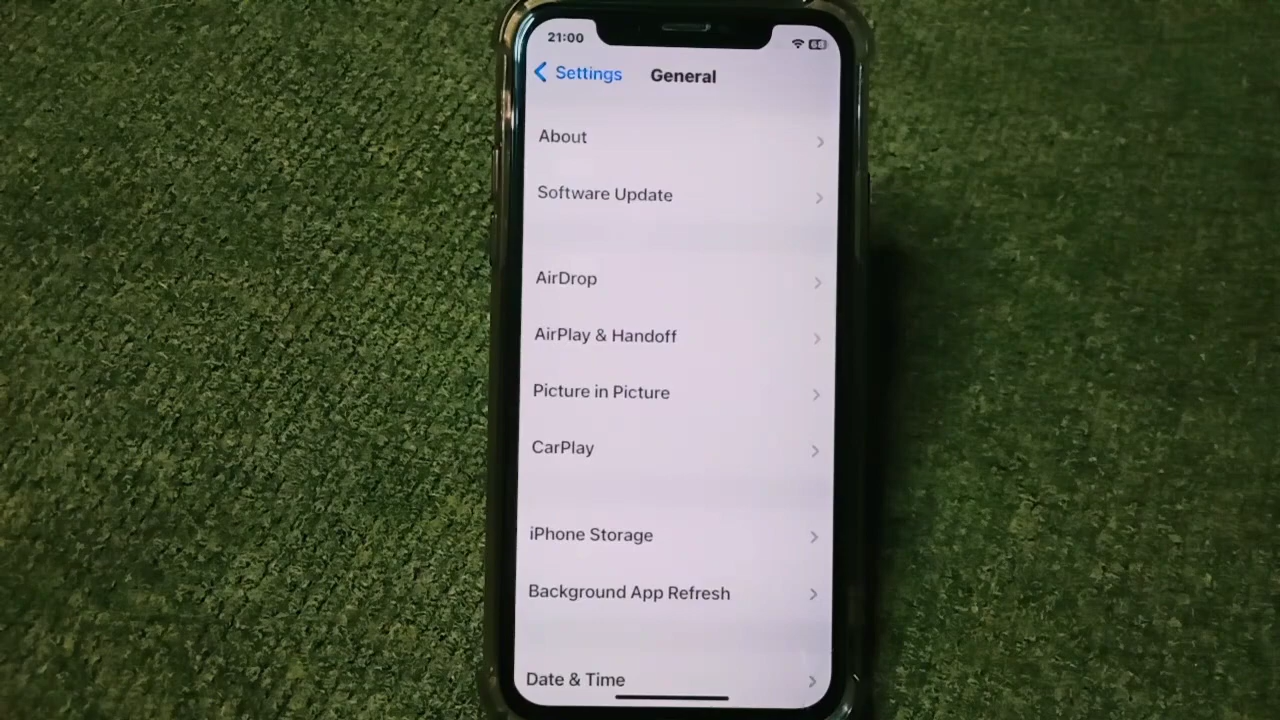 21:00
Settings
General
About
Software Update
AirDrop
AirPlay & Handoff
Picture in Picture
CarPlay
iPhone Storage
Background App Refresh
Date & Time